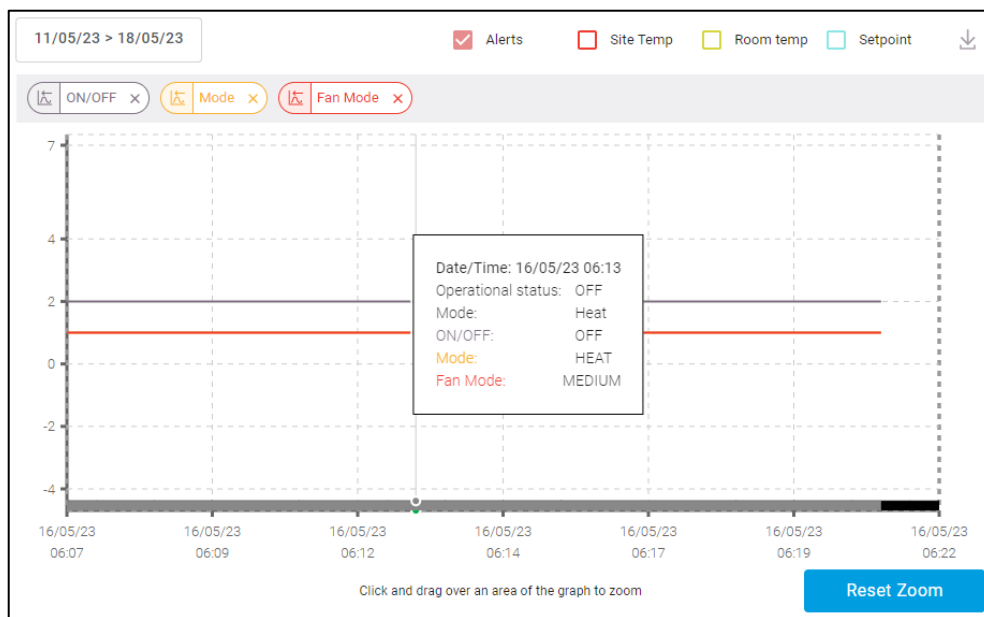 11/05/23 > 18/05/23
Alerts
Site Temp
Room temp
Setpoint
ON/OFF ×
Mode ×
Fan Mode ×
7
4
2
0
-2
-4
Date/Time: 16/05/23 06:13
Operational status: OFF
Mode: Heat
ON/OFF: OFF
Mode: HEAT
Fan Mode: MEDIUM
16/05/23 16/05/23 16/05/23 16/05/23 16/05/23 16/05/23 16/05/23
06:07 06:09 06:12 06:14 06:17 06:19 06:22
Click and drag over an area of the graph to zoom
Reset Zoom